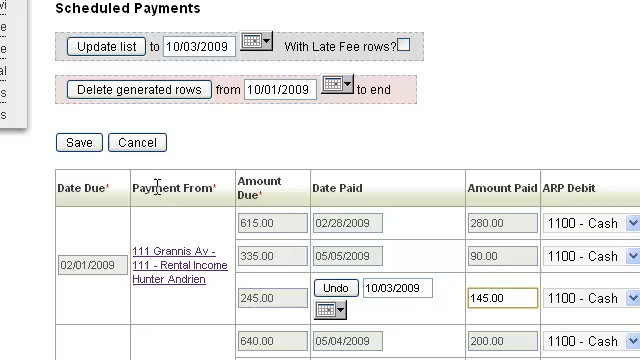 vi
e
e
al
s
s
Scheduled Payments
Update list to 10/03/2009 With Late Fee rows?
Delete generated rows from 10/01/2009 to end
Save Cancel
Date Due* Payment From* Amount Due* Date Paid Amount Paid ARP Debit
615.00 02/28/2009 280.00 1100 - Cash
02/01/2009 111 Grannis Av -
111 - Rental Income
Hunter Andrien
335.00 05/05/2009 90.00 1100 - Cash
245.00 Undo 10/03/2009 145.00 1100 - Cash
640.00 05/04/2009 200.00 1100 - Cash